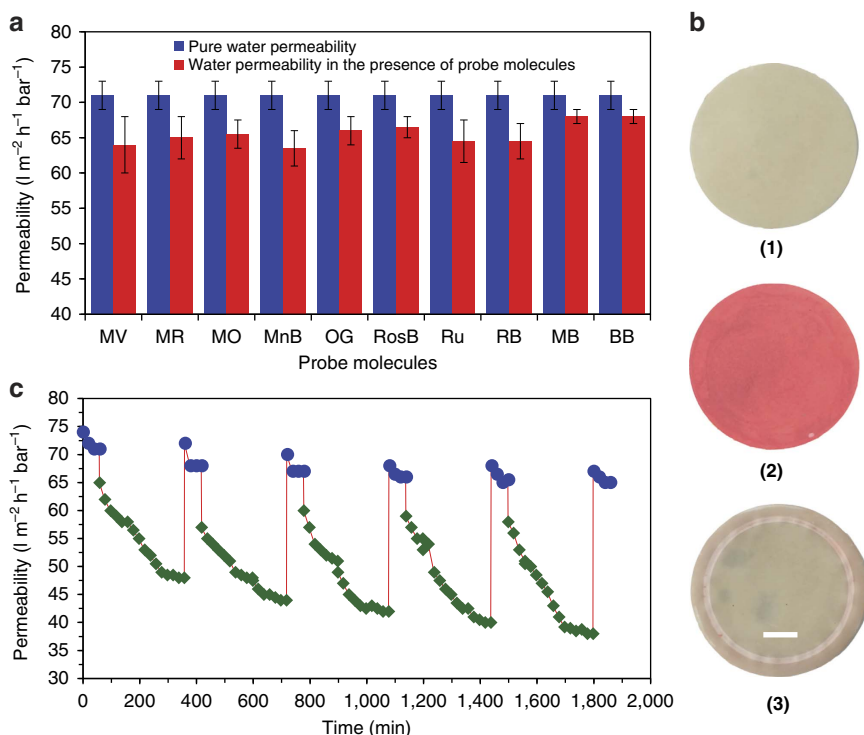 a
80
75
70
65
60
55
50
45
40
Permeability (l m⁻² h⁻¹ bar⁻¹)
Pure water permeability
Water permeability in the presence of probe molecules
MV MR MO MnB OG RosB Ru RB MB BB
Probe molecules
b
(1)
(2)
(3)
c
80
75
70
65
60
55
50
45
40
35
30
Permeability (l m⁻² h⁻¹ bar⁻¹)
0 200 400 600 800 1,000 1,200 1,400 1,600 1,800 2,000
Time (min)